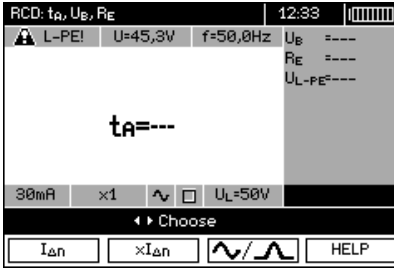 RCD: tA, UB, RE 12:33
L-PE! U=45,3V f=50,0Hz
UB =---
RE =---
UL-PE=---
tA=---
30mA x1 UL=50V
Choose
IΔn xIΔn / HELP